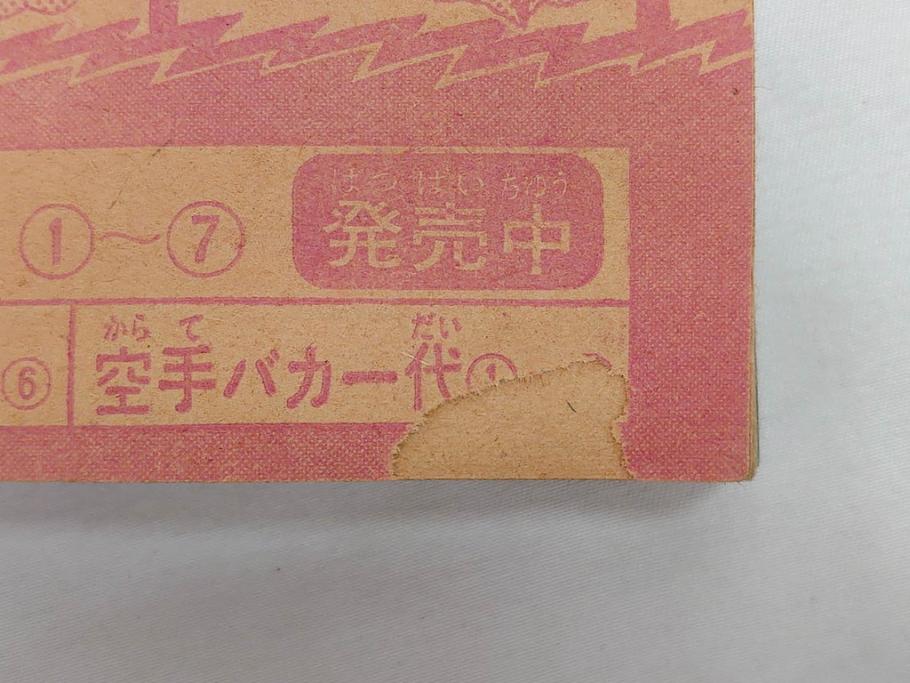 ①～⑦
はつばいちゅう
発売中
⑥
からて だい
空手バカ一代①